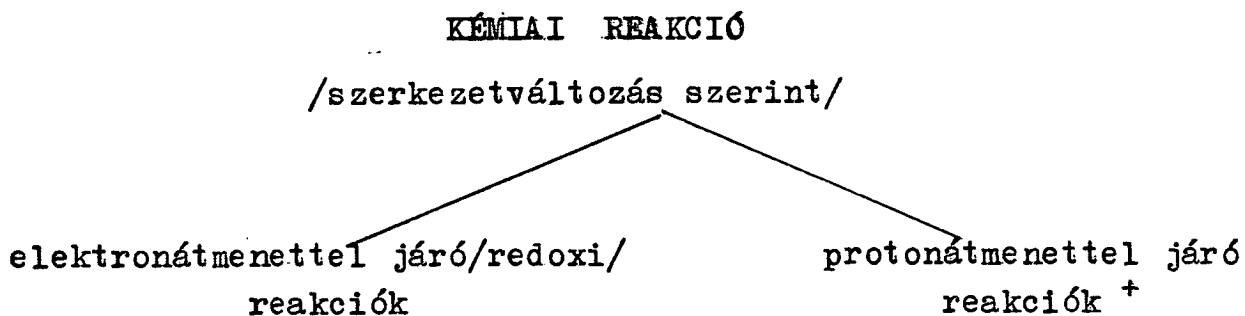 KÉMIAI REAKCIÓ
/szerkezetváltozás szerint/
elektronátmenettel járó/redoxi/
reakciók
protonátmenettel járó
reakciók +